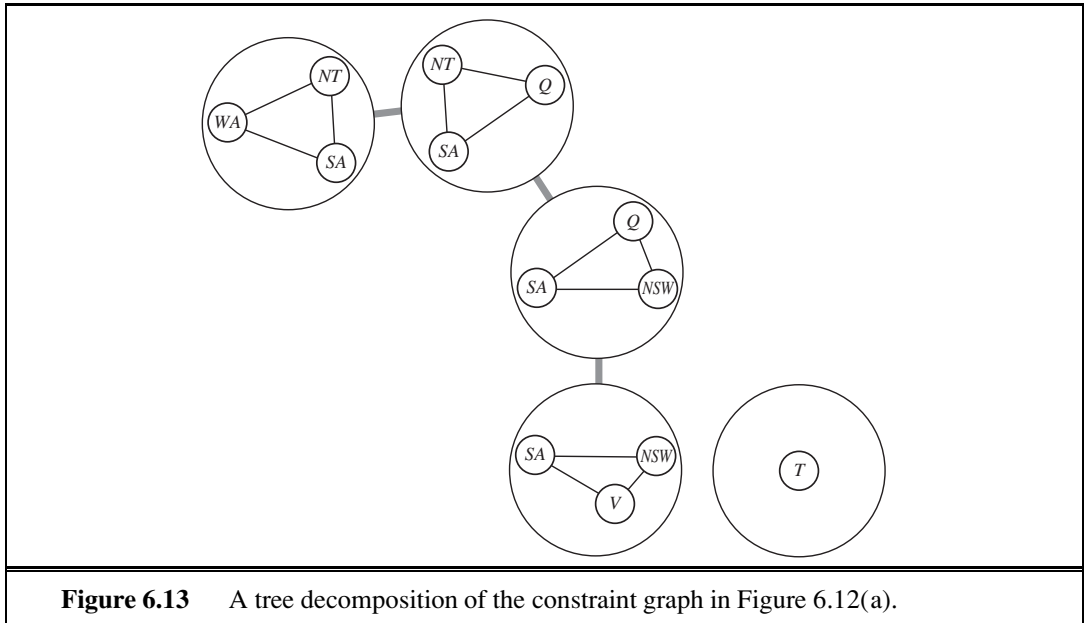 NT
WA
SA
NT
Q
SA
Q
SA
NSW
SA
NSW
V
T
Figure 6.13 A tree decomposition of the constraint graph in Figure 6.12(a).